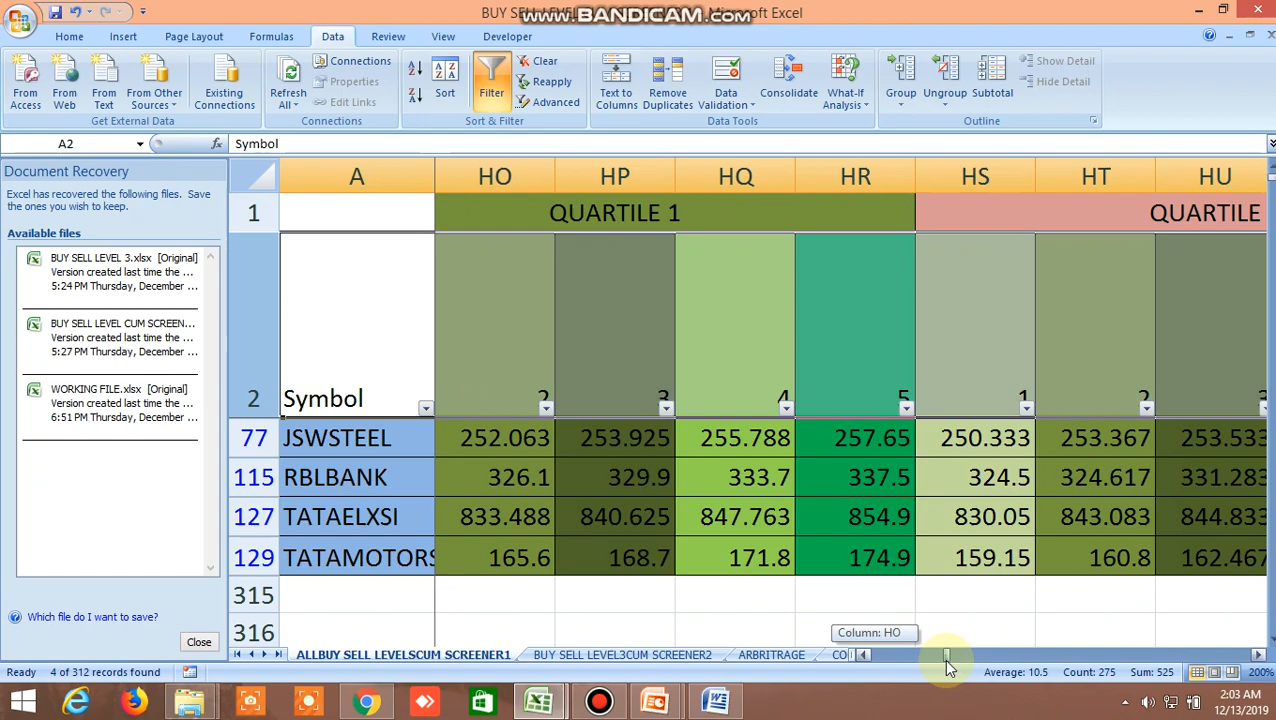 BUY SELL LEVEL
www.BANDICAM.com
Microsoft Excel
Home Insert Page Layout Formulas Data Review View Developer
From Access
From Web
From Text
From Other Sources
Existing Connections
Get External Data
Refresh All
Connections
Properties
Edit Links
Connections
Sort
Filter
Clear
Reapply
Advanced
Sort & Filter
Text to Columns
Remove Duplicates
Data Validation
Consolidate
What-If Analysis
Data Tools
Group
Ungroup
Subtotal
Show Detail
Hide Detail
Outline
A2 fx Symbol
Document Recovery
Excel has recovered the following files. Save the ones you wish to keep.
Available files
BUY SELL LEVEL 3.xlsx [Original]
Version created last time the ...
5:24 PM Thursday, December ...
BUY SELL LEVEL CUM SCREEN...
Version created last time the ...
5:27 PM Thursday, December ...
WORKING FILE.xlsx [Original]
Version created last time the ...
6:51 PM Thursday, December ...
Which file do I want to save?
Close
A HO HP HQ HR HS HT HU
1 QUARTILE 1 QUARTILE
2 Symbol 2 3 4 5 1 2 3
77 JSWSTEEL 252.063 253.925 255.788 257.65 250.333 253.367 253.533
115 RBLBANK 326.1 329.9 333.7 337.5 324.5 324.617 331.283
127 TATAELXSI 833.488 840.625 847.763 854.9 830.05 843.083 844.833
129 TATAMOTORS 165.6 168.7 171.8 174.9 159.15 160.8 162.467
315
316
Column: HO
ALLBUY SELL LEVELSCUM SCREENER1 BUY SELL LEVEL3CUM SCREENER2 ARBRITRAGE CO
Ready 4 of 312 records found Average: 10.5 Count: 275 Sum: 525 200%
2:03 AM
12/13/2019